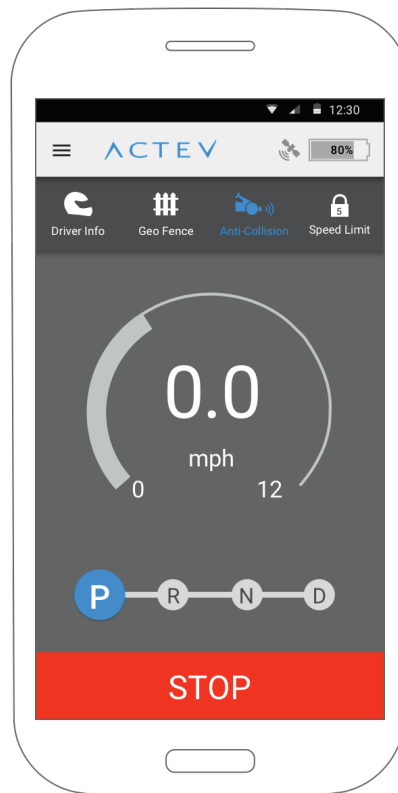 12:30
ACTEV 80%
5
Driver Info Geo Fence Anti-Collision Speed Limit
0.0
mph
0 12
P R N D
STOP